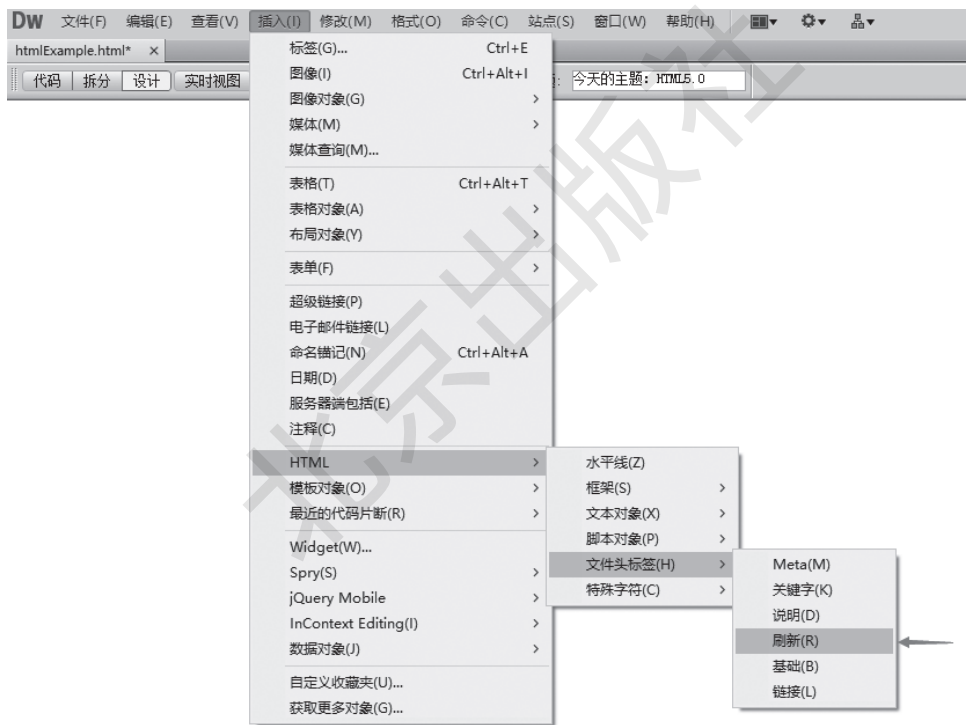 DW 文件(F) 编辑(E) 查看(V) 插入(I) 修改(M) 格式(O) 命令(C) 站点(S) 窗口(W) 帮助(H)
htmlExample.html* ×
代码 拆分 设计 实时视图 今天的主题: HTML5.0
标签(G)... Ctrl+E
图像(I) Ctrl+Alt+I
图像对象(G)
媒体(M)
媒体查询(M)...
表格(T) Ctrl+Alt+T
表格对象(A)
布局对象(Y)
表单(F)
超级链接(P)
电子邮件链接(L)
命名锚记(N) Ctrl+Alt+A
日期(D)
服务器端包括(E)
注释(C)
HTML
模板对象(O)
最近的代码片断(R)
Widget(W)...
Spry(S)
jQuery Mobile
InContext Editing(I)
数据对象(J)
自定义收藏夹(U)...
获取更多对象(G)...
水平线(Z)
框架(S)
文本对象(X)
脚本对象(P)
文件头标签(H)
特殊字符(C)
Meta(M)
关键字(K)
说明(D)
刷新(R)
基础(B)
链接(L)
北京出版社